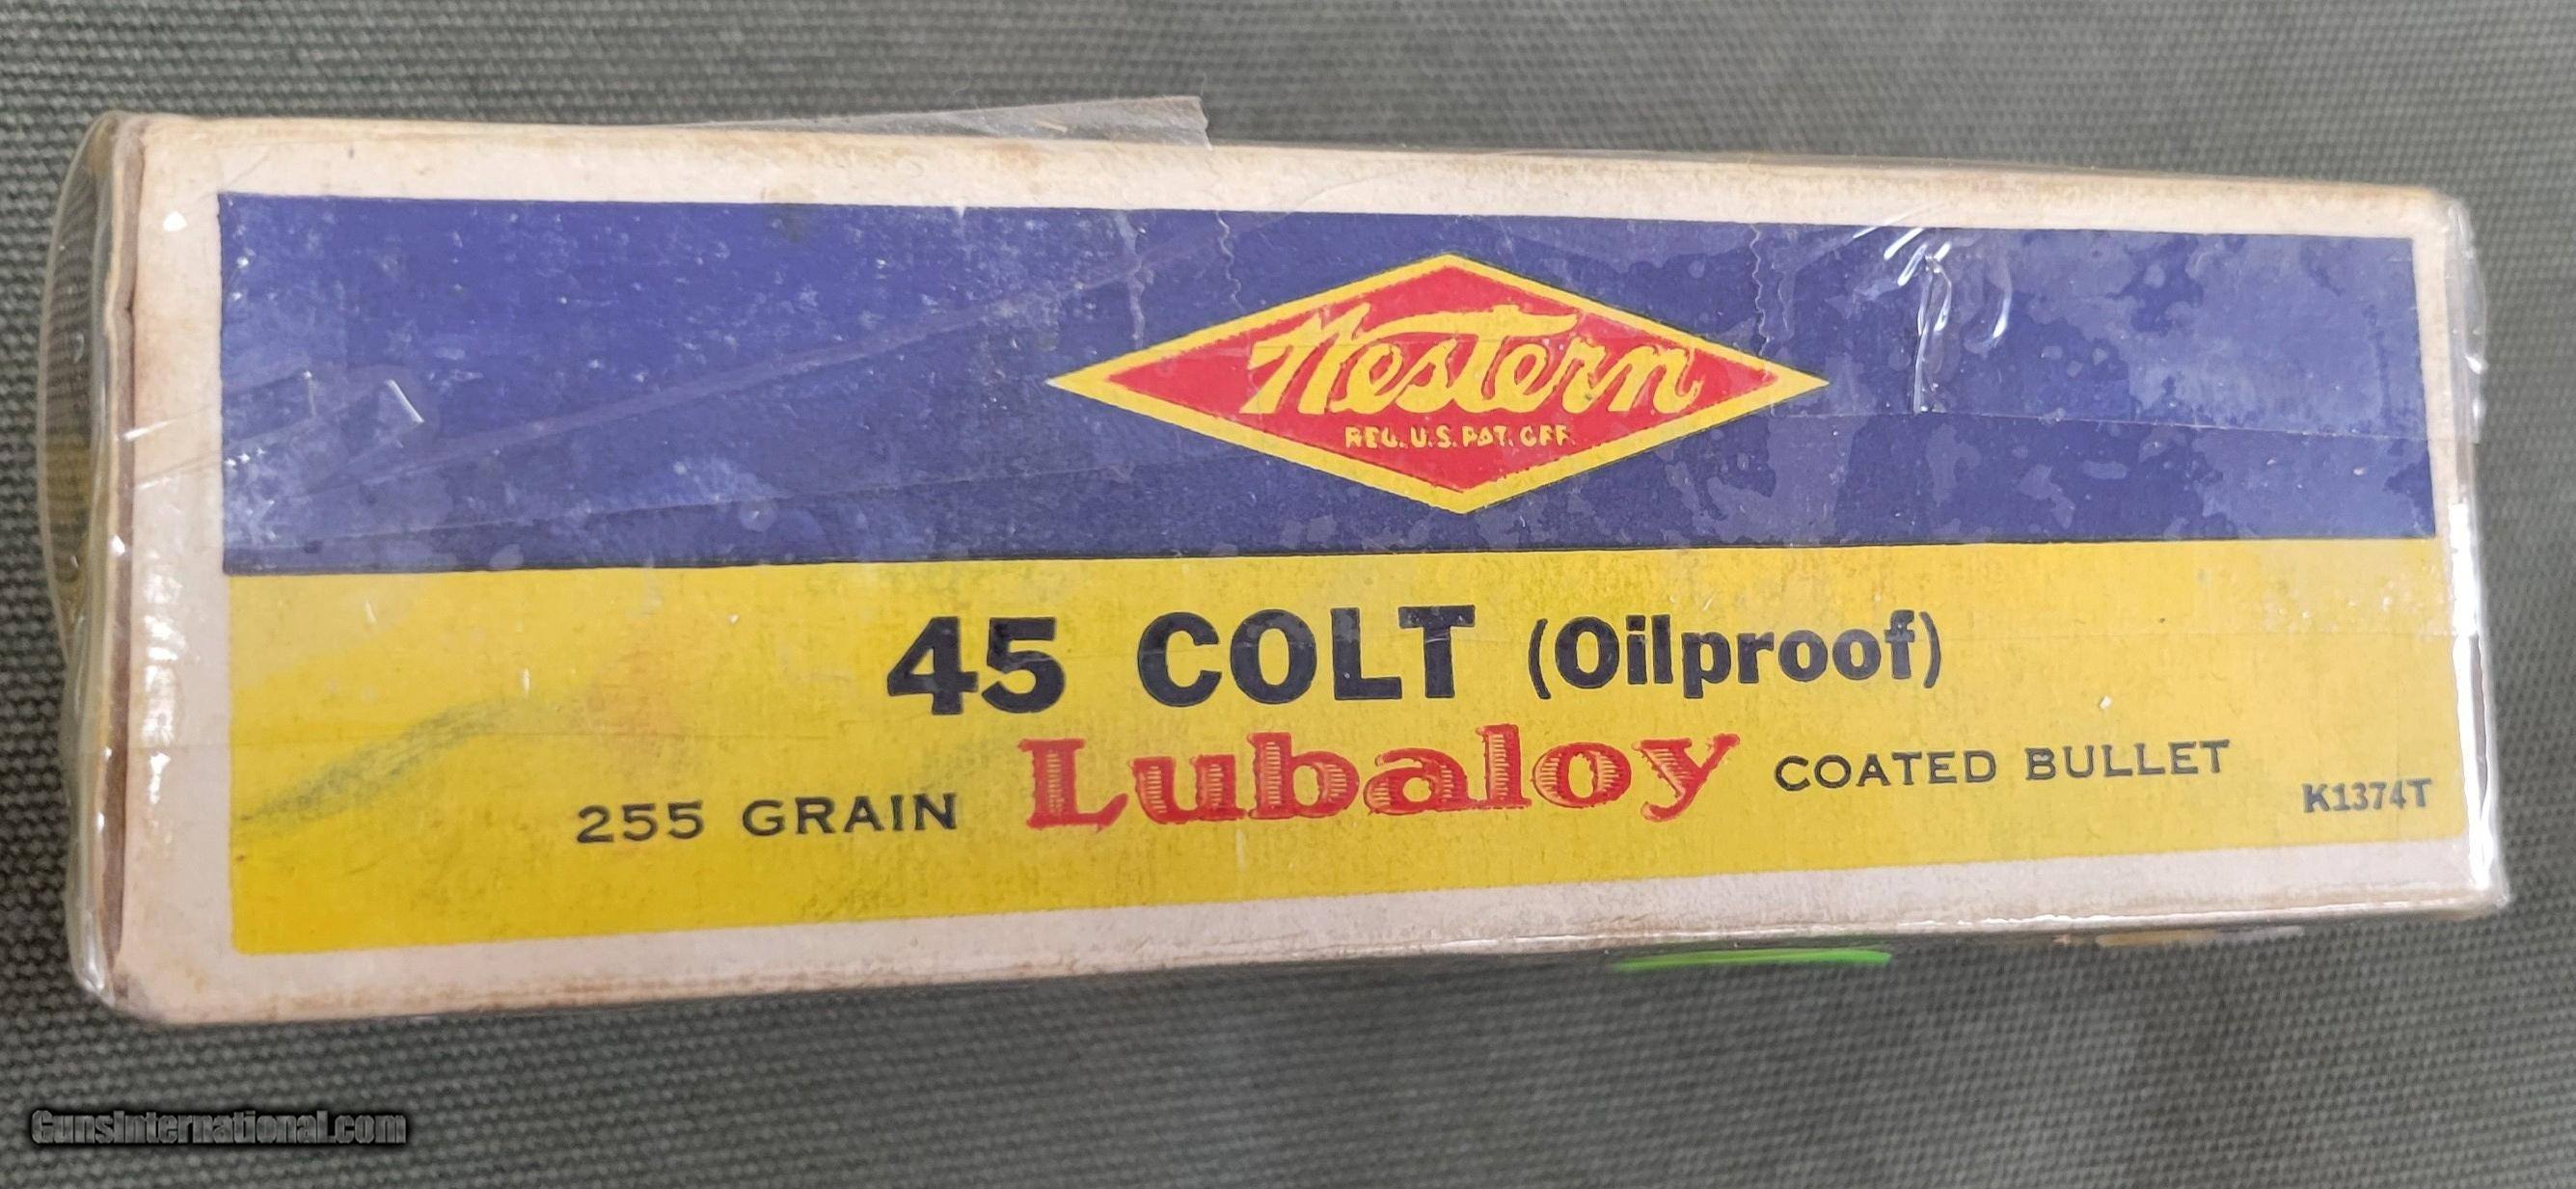 Western
REG. U.S. PAT. OFF.
45 COLT (Oilproof)
255 GRAIN Lubaloy COATED BULLET
K1374T
GunsInternational.com